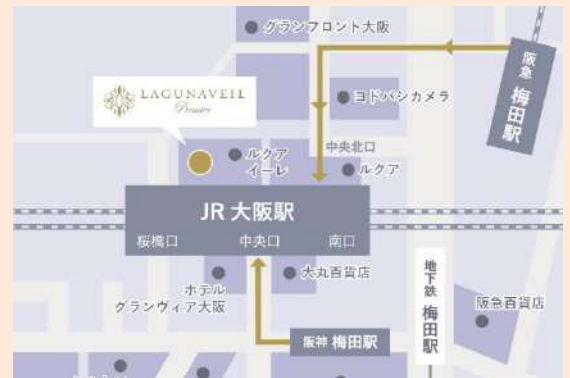 グランフロント大阪
阪急 梅田駅
LAGUNAVEIL
Premier
ヨドバシカメラ
中央北口
ルクア
イーレ
ルクア
JR 大阪駅
桜橋口
中央口
南口
大丸百貨店
ホテル
グランヴィア大阪
地下鉄 梅田駅
阪急百貨店
阪神 梅田駅